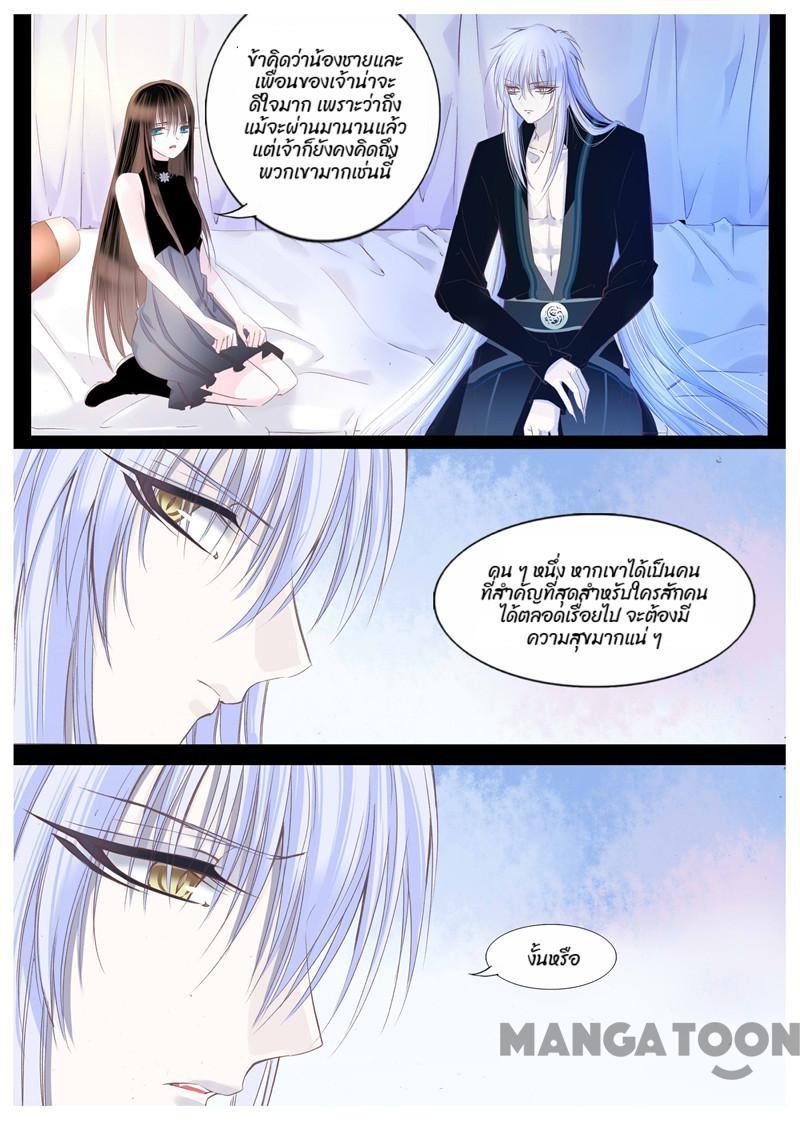 ข้าคิดว่าน้องชายและ
เพื่อนของเจ้าน่าจะ
ดีใจมาก เพราะว่าถึง
แม้จะผ่านมานานแล้ว
แต่เจ้าก็ยังคงคิดถึง
พวกเขามากเช่นนี้
คน ๆ หนึ่ง หากเขาได้เป็นคน
ที่สำคัญที่สุดสำหรับใครสักคน
ได้ตลอดเรื่อยไป จะต้องมี
ความสุขมากแน่ ๆ
งั้นหรือ
MANGATOON